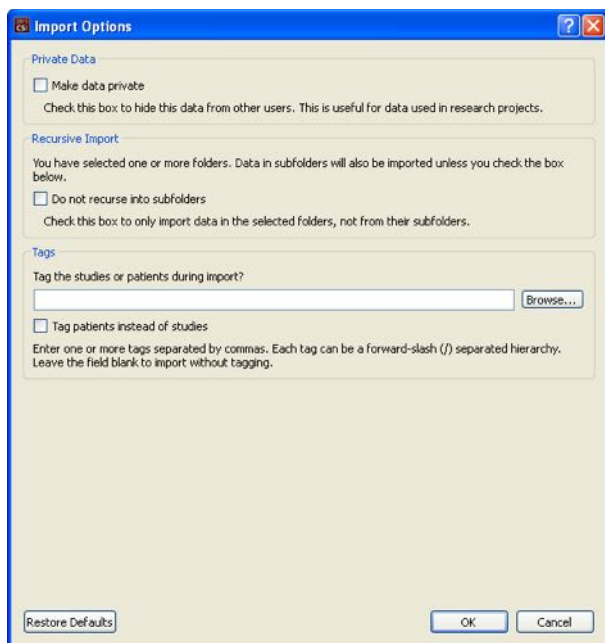 Import Options
Private Data
Make data private
Check this box to hide this data from other users. This is useful for data used in research projects.
Recursive Import
You have selected one or more folders. Data in subfolders will also be imported unless you check the box
below.
Do not recurse into subfolders
Check this box to only import data in the selected folders, not from their subfolders.
Tags
Tag the studies or patients during import?
Browse...
Tag patients instead of studies
Enter one or more tags separated by commas. Each tag can be a forward-slash (/) separated hierarchy.
Leave the field blank to import without tagging.
Restore Defaults
OK
Cancel